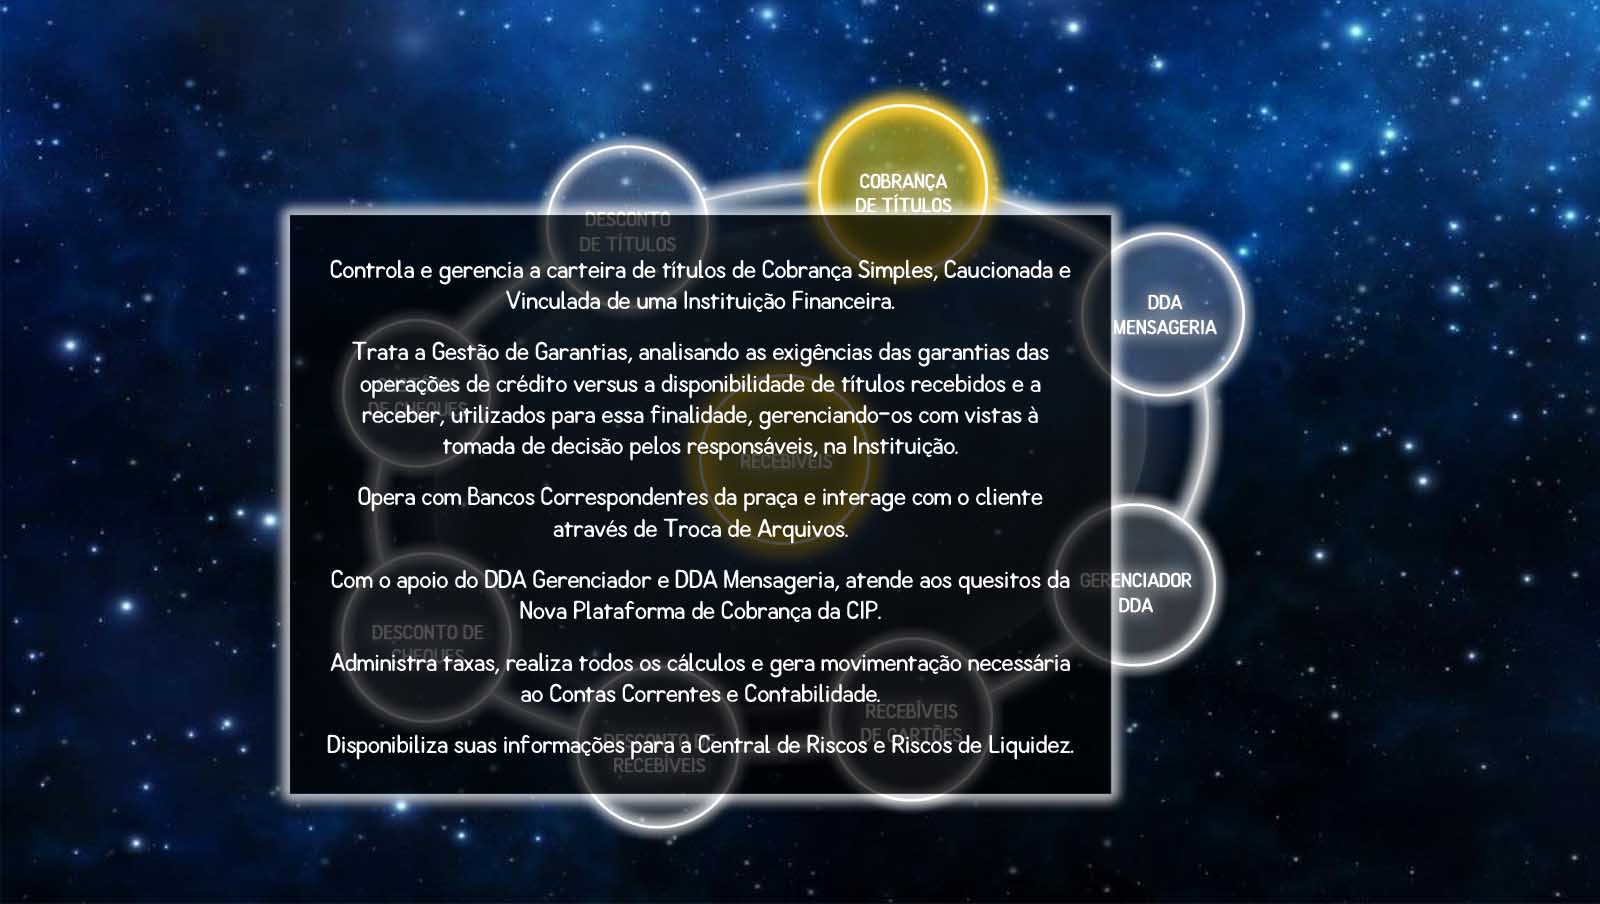 COBRANÇA
DE TÍTULOS
DESCONTO
DE TÍTULOS
Controla e gerencia a carteira de títulos de Cobrança Simples, Caucionada e
Vinculada de uma Instituição Financeira.
DDA
MENSAGERIA
Trata a Gestão de Garantias, analisando as exigências das garantias das
operações de crédito versus a disponibilidade de títulos recebidos e a
receber, utilizados para essa finalidade, gerenciando-os com vistas à
tomada de decisão pelos responsáveis, na Instituição.
DE CHEQUES
RECEBÍVEIS
Opera com Bancos Correspondentes da praça e interage com o cliente
através de Troca de Arquivos.
Com o apoio do DDA Gerenciador e DDA Mensageria, atende aos quesitos da
Nova Plataforma de Cobrança da CIP.
GERENCIADOR
DDA
DESCONTO DE
CHEQUES
Administra taxas, realiza todos os cálculos e gera movimentação necessária
ao Contas Correntes e Contabilidade.
RECEBÍVEIS
DE CARTÕES
Disponibiliza suas informações para a Central de Riscos e Riscos de Liquidez.
DESCONTO DE
RECEBÍVEIS